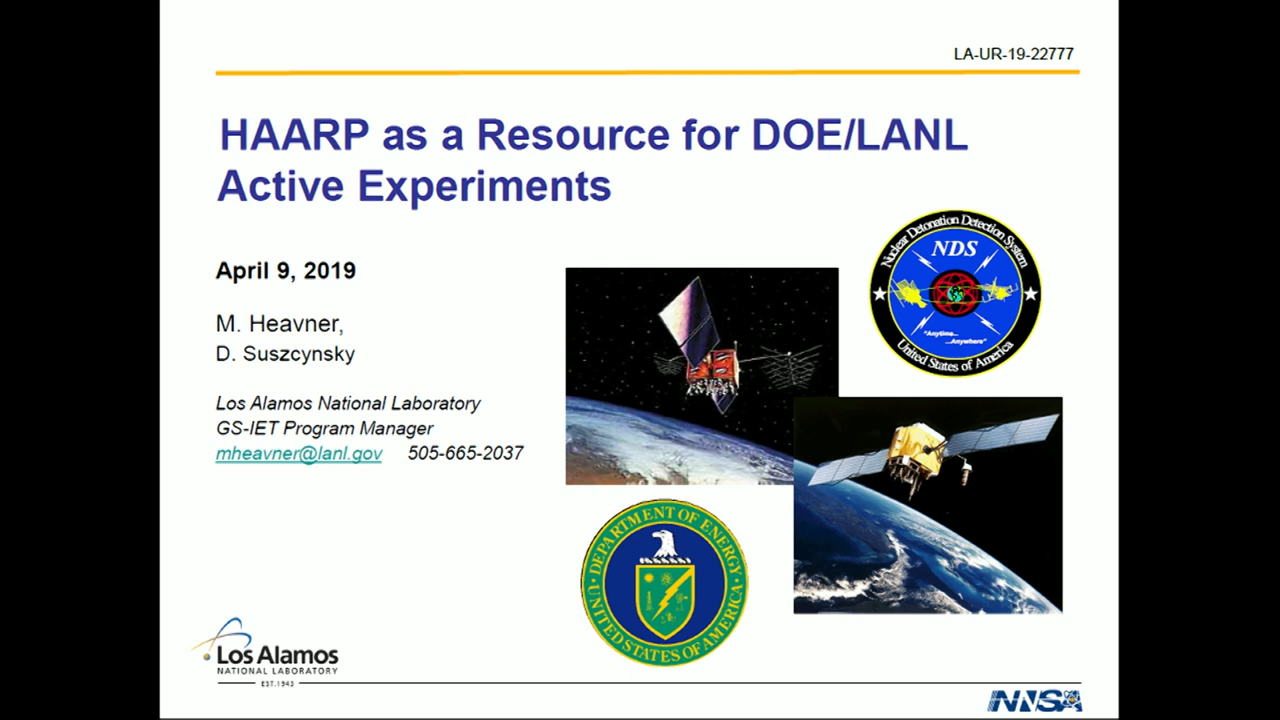 LA-UR-19-22777
HAARP as a Resource for DOE/LANL
Active Experiments
April 9, 2019
M. Heavner,
D. Suszcynsky
Los Alamos National Laboratory
GS-IET Program Manager
mheavner@lanl.gov 505-665-2037
Nuclear Detonation Detection System
NDS
"Anytime...
...Anywhere"
United States of America
DEPARTMENT OF ENERGY
UNITED STATES OF AMERICA
Los Alamos
NATIONAL LABORATORY
EST.1943
NNSA